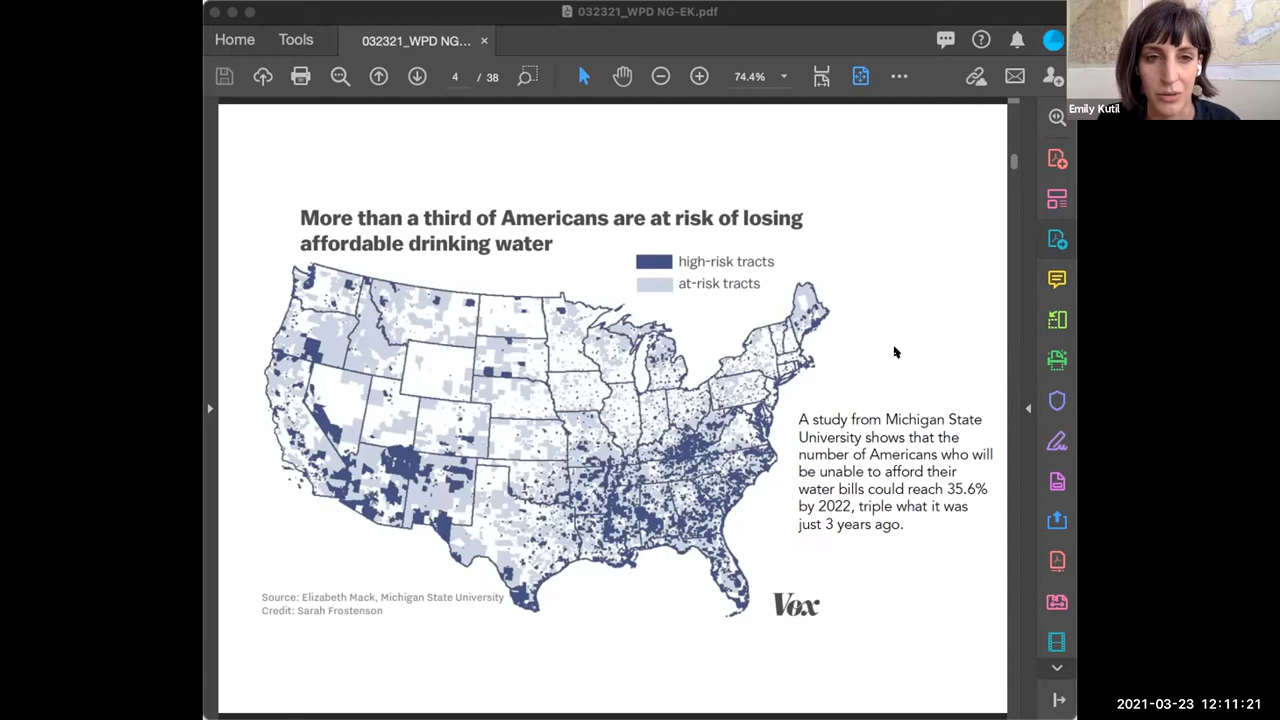 032321_WPD NG-EK.pdf
Home
Tools
032321_WPD NG...
×
4 / 38
74.4%
Emily Kutil
More than a third of Americans are at risk of losing
affordable drinking water
high-risk tracts
at-risk tracts
A study from Michigan State
University shows that the
number of Americans who will
be unable to afford their
water bills could reach 35.6%
by 2022, triple what it was
just 3 years ago.
Source: Elizabeth Mack, Michigan State University
Credit: Sarah Frostenson
Vox
2021-03-23 12:11:21